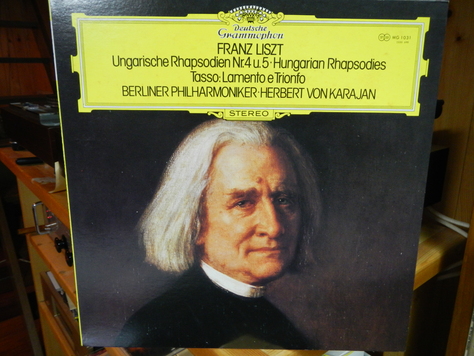 Deutsche
Grammophon
FRANZ LISZT
Ungarische Rhapsodien Nr.4 u.5·Hungarian Rhapsodies
Tasso: Lamento e Trionfo
BERLINER PHILHARMONIKER·HERBERT VON KARAJAN
STEREO